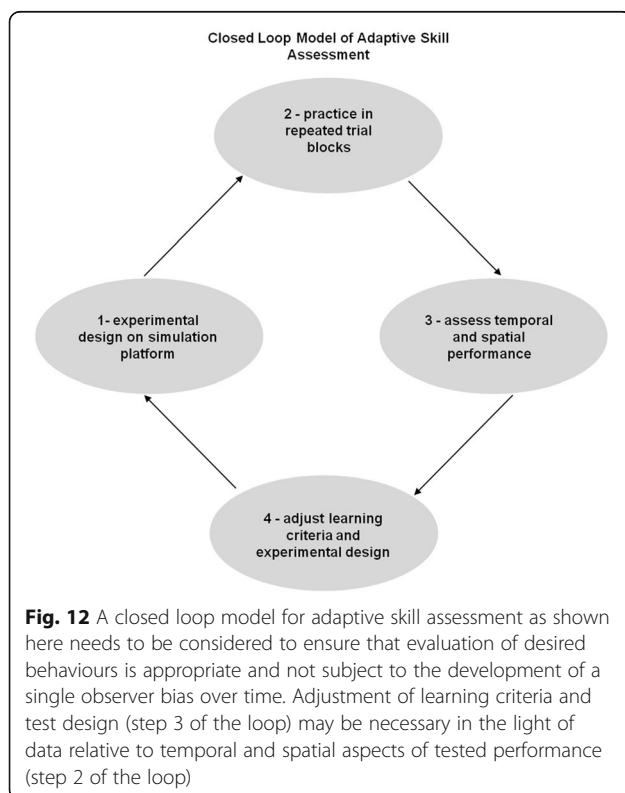 Closed Loop Model of Adaptive Skill
Assessment
2 - practice in
repeated trial
blocks
1- experimental
design on simulation
platform
3 - assess temporal
and spatial
performance
4 - adjust learning
criteria and
experimental design
Fig. 12 A closed loop model for adaptive skill assessment as shown
here needs to be considered to ensure that evaluation of desired
behaviours is appropriate and not subject to the development of a
single observer bias over time. Adjustment of learning criteria and
test design (step 3 of the loop) may be necessary in the light of
data relative to temporal and spatial aspects of tested performance
(step 2 of the loop)